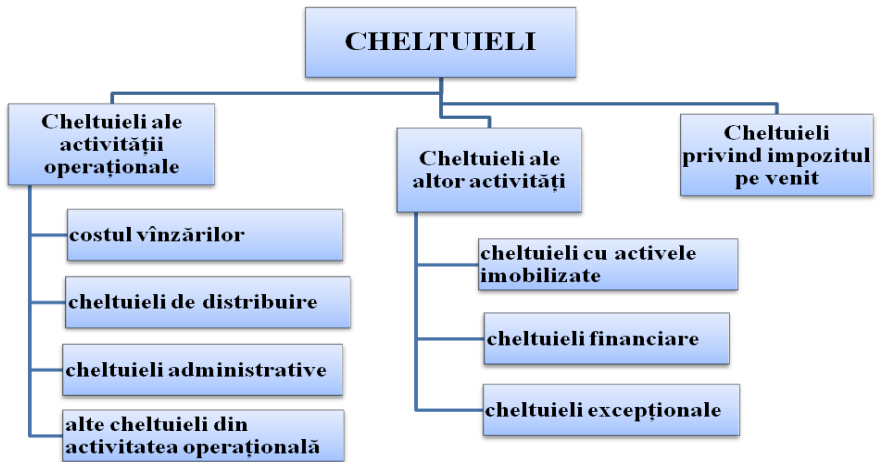 CHELTUIELI
Cheltuieli ale
activității
operaționale
costul vînzărilor
cheltuieli de distribuire
cheltuieli administrative
alte cheltuieli din
activitatea operațională
Cheltuieli ale
altor activități
cheltuieli cu activele
imobilizate
cheltuieli financiare
cheltuieli excepționale
Cheltuieli
privind impozitul
pe venit